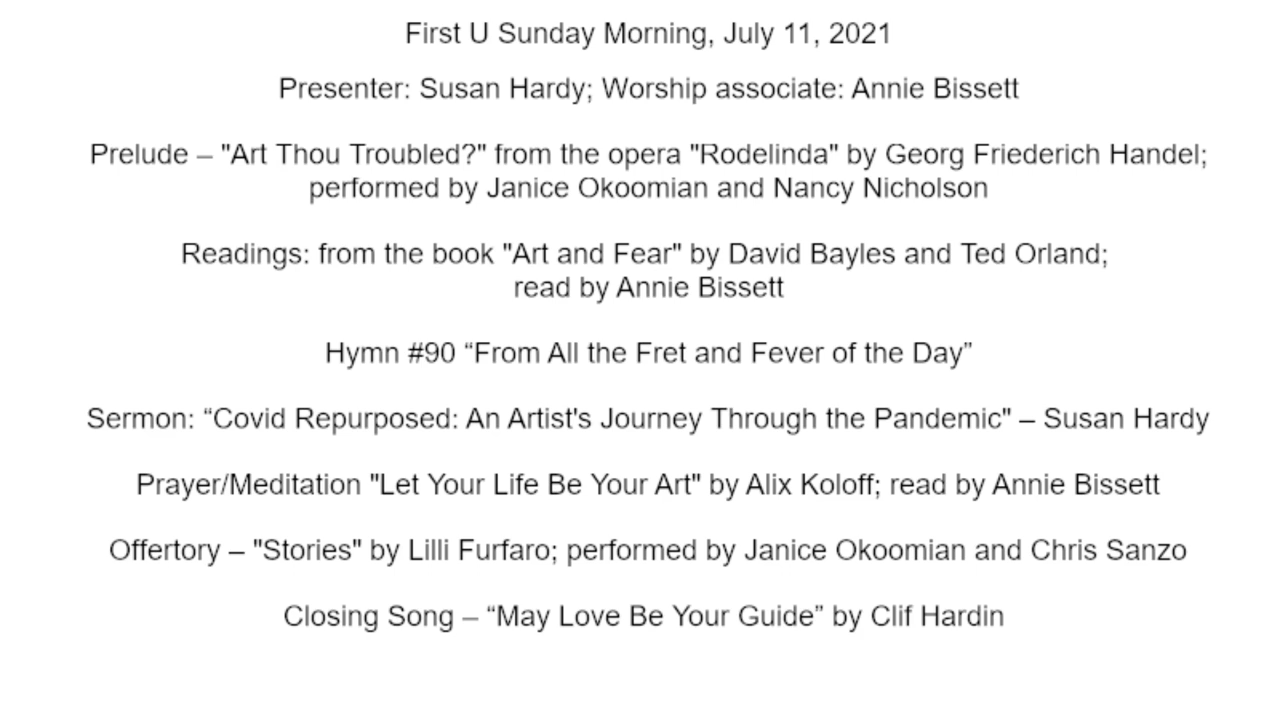 First U Sunday Morning, July 11, 2021
Presenter: Susan Hardy; Worship associate: Annie Bissett
Prelude – "Art Thou Troubled?" from the opera "Rodelinda" by Georg Friederich Handel;
performed by Janice Okoomian and Nancy Nicholson
Readings: from the book "Art and Fear" by David Bayles and Ted Orland;
read by Annie Bissett
Hymn #90 “From All the Fret and Fever of the Day”
Sermon: “Covid Repurposed: An Artist's Journey Through the Pandemic" – Susan Hardy
Prayer/Meditation "Let Your Life Be Your Art" by Alix Koloff; read by Annie Bissett
Offertory – "Stories" by Lilli Furfaro; performed by Janice Okoomian and Chris Sanzo
Closing Song – “May Love Be Your Guide” by Clif Hardin